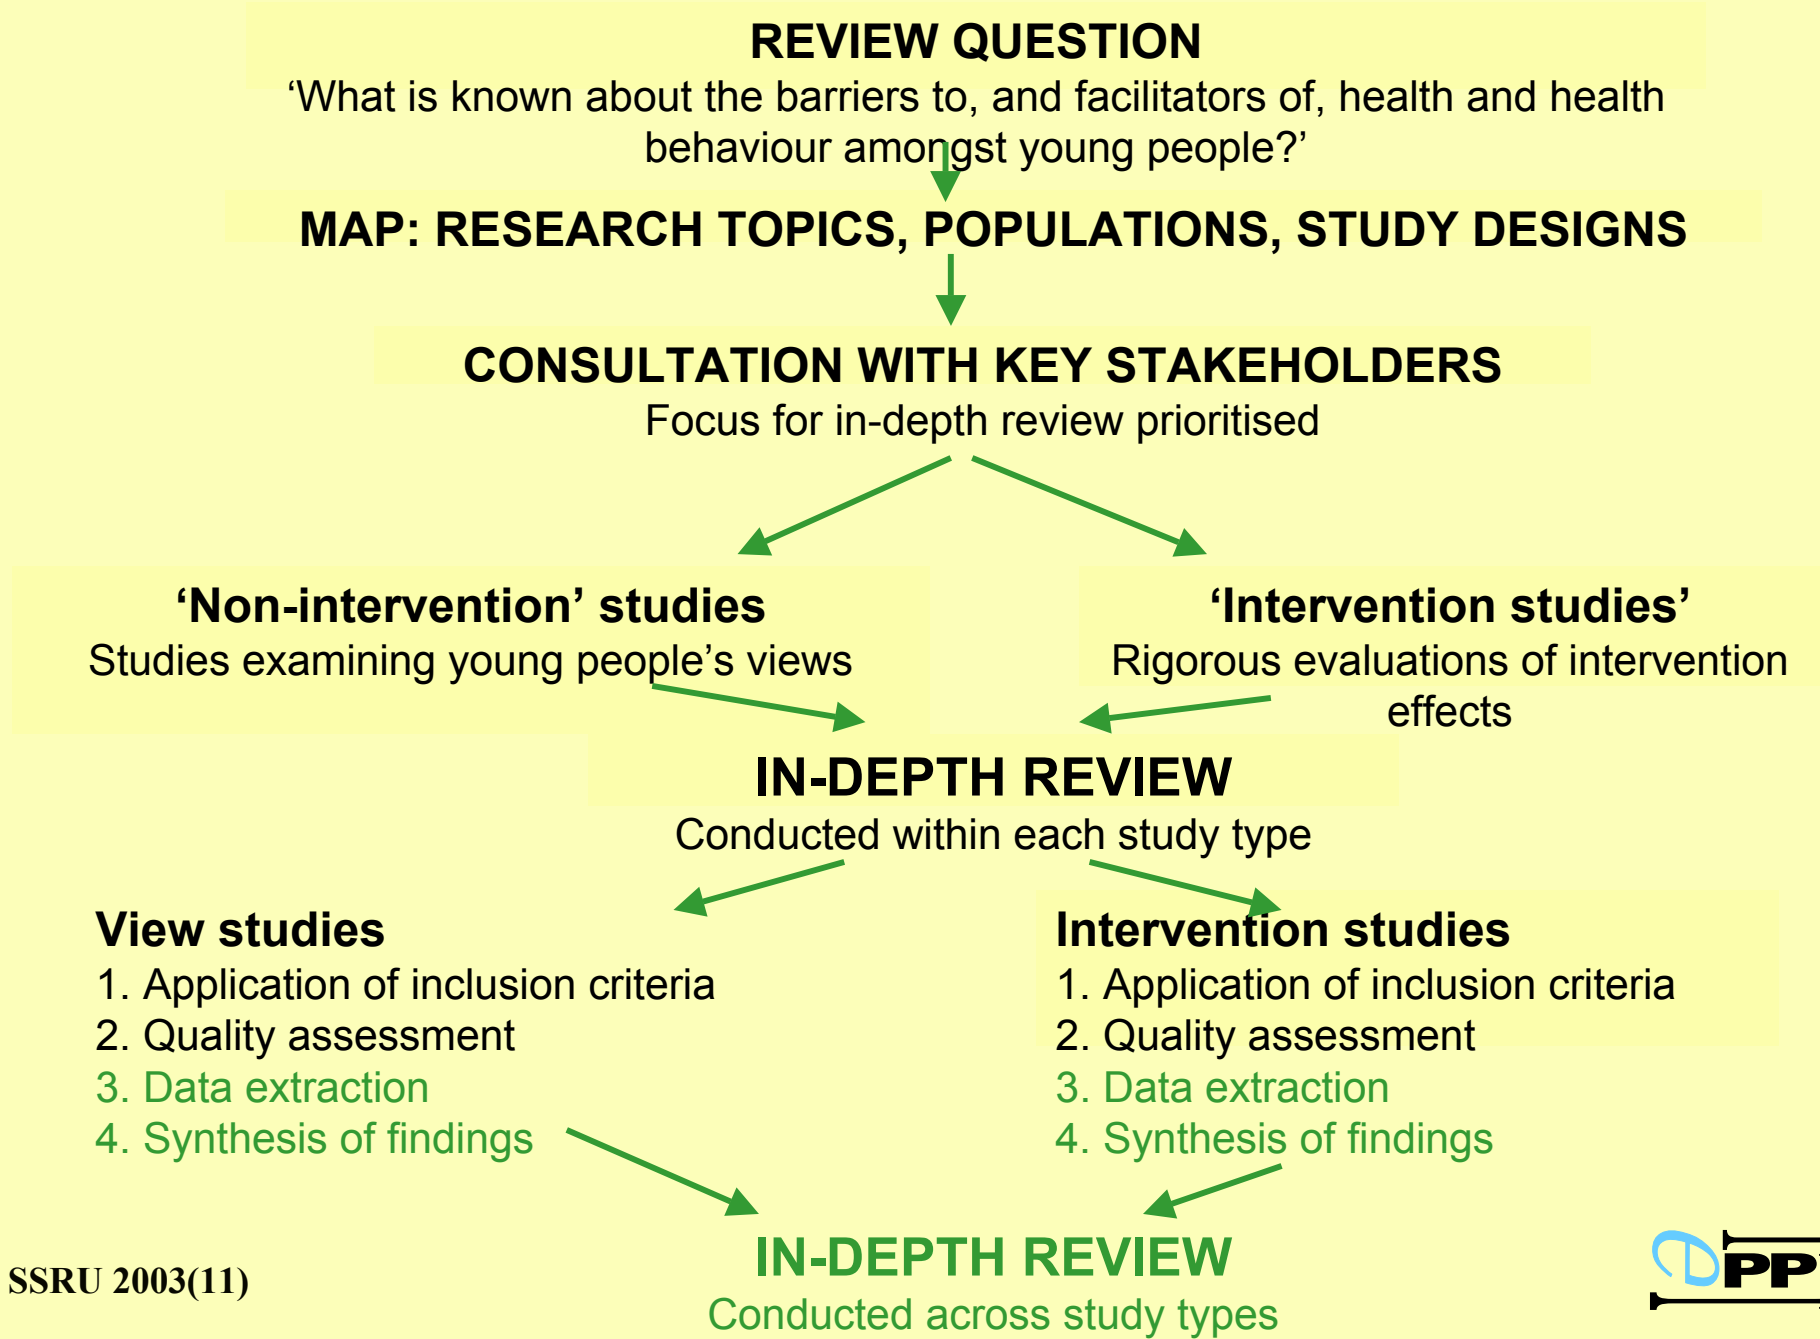 REVIEW QUESTION
‘What is known about the barriers to, and facilitators of, health and health
behaviour amongst young people?’
MAP: RESEARCH TOPICS, POPULATIONS, STUDY DESIGNS
CONSULTATION WITH KEY STAKEHOLDERS
Focus for in-depth review prioritised
‘Non-intervention’ studies
Studies examining young people’s views
‘Intervention studies’
Rigorous evaluations of intervention
effects
IN-DEPTH REVIEW
Conducted within each study type
View studies
1. Application of inclusion criteria
2. Quality assessment
3. Data extraction
4. Synthesis of findings
Intervention studies
1. Application of inclusion criteria
2. Quality assessment
3. Data extraction
4. Synthesis of findings
IN-DEPTH REVIEW
Conducted across study types
SSRU 2003(11)